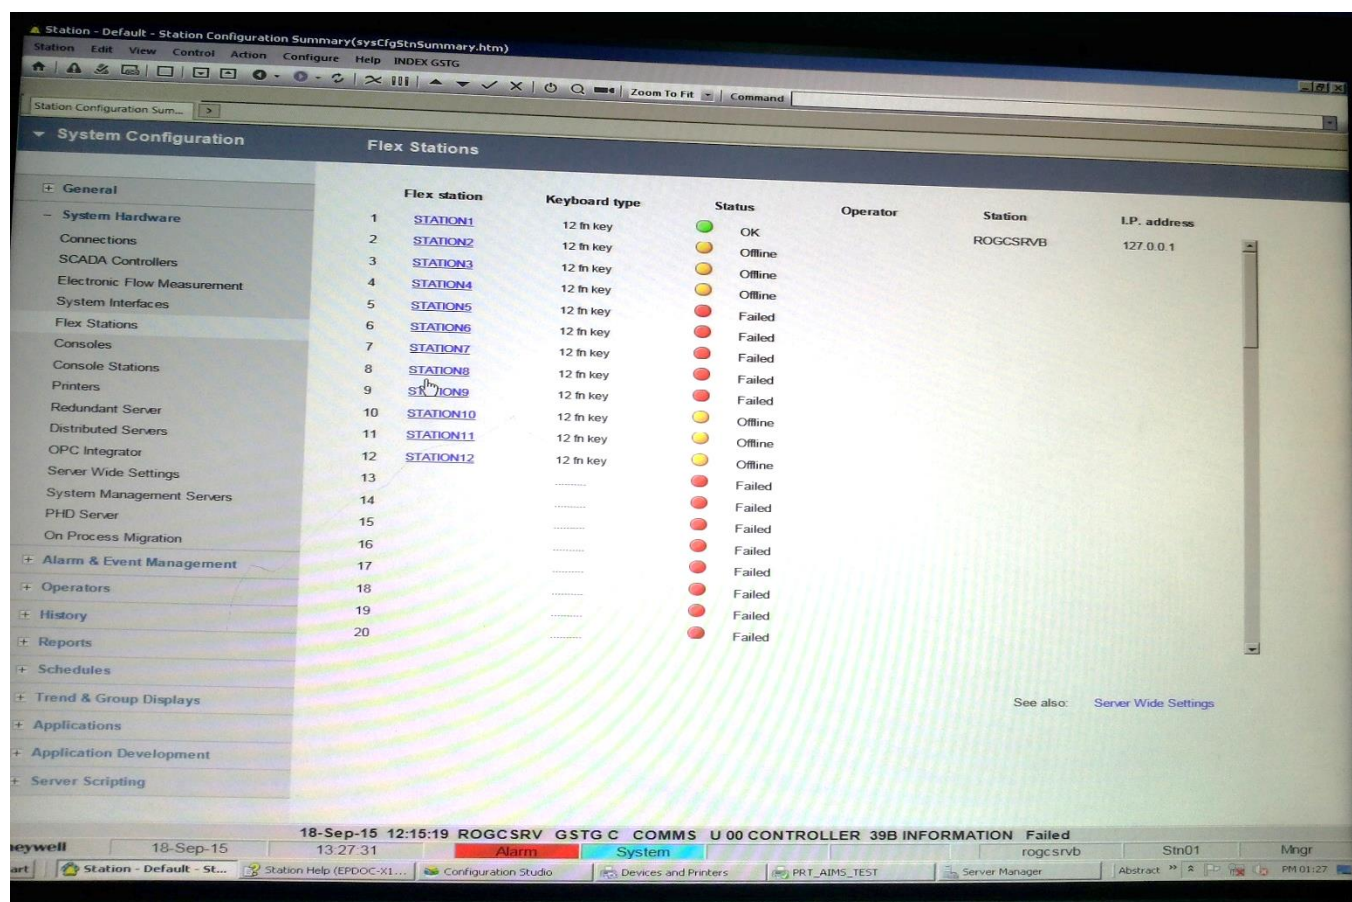 Station - Default - Station Configuration Summary(sysCfgStnSummary.htm)
Station Edit View Control Action Configure Help INDEX GSTG
Zoom To Fit Command
Station Configuration Sum... >
System Configuration
Flex Stations
General
System Hardware
Connections
SCADA Controllers
Electronic Flow Measurement
System Interfaces
Flex Stations
Consoles
Console Stations
Printers
Redundant Server
Distributed Servers
OPC Integrator
Server Wide Settings
System Management Servers
PHD Server
On Process Migration
Alarm & Event Management
Operators
History
Reports
Schedules
Trend & Group Displays
Applications
Application Development
Server Scripting
Flex station Keyboard type Status Operator Station I.P. address
1 STATION1 12 fn key OK ROGCSRVB 127.0.0.1
2 STATION2 12 fn key Offline
3 STATION3 12 fn key Offline
4 STATION4 12 fn key Offline
5 STATION5 12 fn key Failed
6 STATION6 12 fn key Failed
7 STATION7 12 fn key Failed
8 STATION8 12 fn key Failed
9 STATION9 12 fn key Failed
10 STATION10 12 fn key Offline
11 STATION11 12 fn key Offline
12 STATION12 12 fn key Offline
13 .......... Failed
14 .......... Failed
15 .......... Failed
16 .......... Failed
17 .......... Failed
18 .......... Failed
19 .......... Failed
20 .......... Failed
See also: Server Wide Settings
18-Sep-15 12:15:19 ROGCSRV GSTG C COMMS U 00 CONTROLLER 39B INFORMATION Failed
eywell 18-Sep-15 13:27:31 Alarm System rogcsrvb Stn01 Mngr
art Station - Default - St... Station Help (EPDOC-X1... Configuration Studio Devices and Printers PRT_AIMS_TEST Server Manager Abstract » PM 01:27